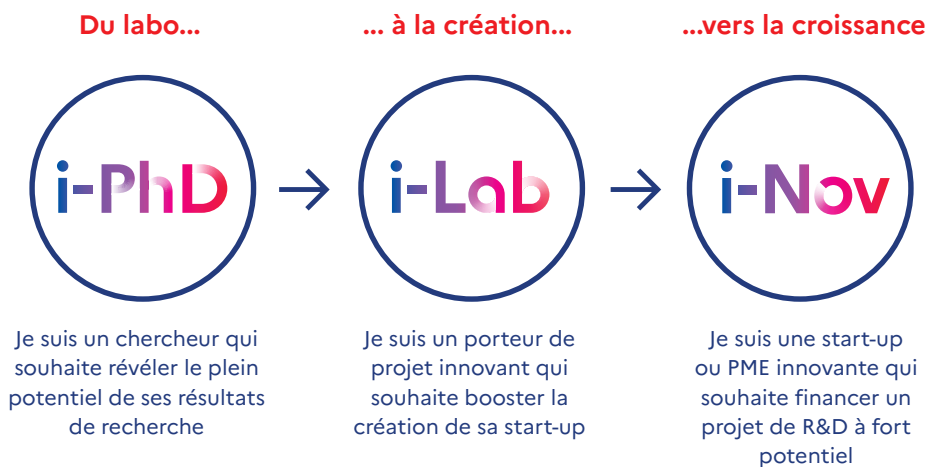 Du labo...
i-PhD
Je suis un chercheur qui
souhaite révéler le plein
potentiel de ses résultats
de recherche
... à la création...
i-Lab
Je suis un porteur de
projet innovant qui
souhaite booster la
création de sa start-up
...vers la croissance
i-Nov
Je suis une start-up
ou PME innovante qui
souhaite financer un
projet de R&D à fort
potentiel